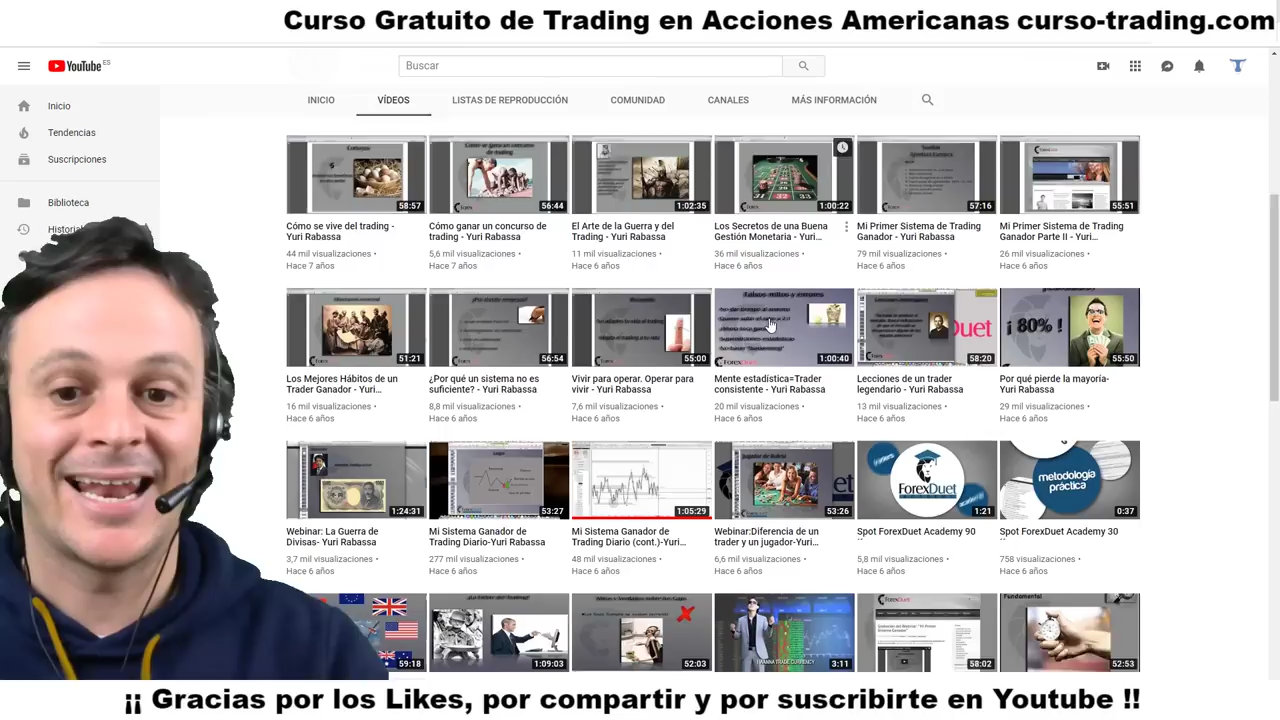 Curso Gratuito de Trading en Acciones Americanas curso-trading.com
YouTube ES
Buscar
INICIO VÍDEOS LISTAS DE REPRODUCCIÓN COMUNIDAD CANALES MÁS INFORMACIÓN
Inicio
Tendencias
Suscripciones
Biblioteca
Historial
58:57 56:44 1:02:35 1:00:22 57:16 55:51
Cómo se vive del trading -
Yuri Rabassa
44 mil visualizaciones •
Hace 7 años
Cómo ganar un concurso de
trading - Yuri Rabassa
5,6 mil visualizaciones •
Hace 7 años
El Arte de la Guerra y del
Trading - Yuri Rabassa
11 mil visualizaciones •
Hace 6 años
Los Secretos de una Buena
Gestión Monetaria - Yuri...
36 mil visualizaciones •
Hace 6 años
Mi Primer Sistema de Trading
Ganador - Yuri Rabassa
79 mil visualizaciones •
Hace 6 años
Mi Primer Sistema de Trading
Ganador Parte II - Yuri...
26 mil visualizaciones •
Hace 6 años
Falsos mitos y errores
ForexDuet
Duet
¡ 80% !
51:21 56:54 55:00 1:00:40 58:20 55:50
Los Mejores Hábitos de un
Trader Ganador - Yuri...
16 mil visualizaciones •
Hace 6 años
¿Por qué un sistema no es
suficiente? - Yuri Rabassa
8,8 mil visualizaciones •
Hace 6 años
Vivir para operar. Operar para
vivir - Yuri Rabassa
7,6 mil visualizaciones •
Hace 6 años
Mente estadística=Trader
consistente - Yuri Rabassa
20 mil visualizaciones •
Hace 6 años
Lecciones de un Trader
legendario - Yuri Rabassa
13 mil visualizaciones •
Hace 6 años
Por qué pierde la mayoría-
Yuri Rabassa
29 mil visualizaciones •
Hace 6 años
ForexDuet
metodología
práctica
1:24:31 53:27 1:05:29 53:26 1:21 0:37
Webinar: La Guerra de
Divisas- Yuri Rabassa
3,7 mil visualizaciones •
Hace 6 años
Mi Sistema Ganador de
Trading Diario-Yuri Rabassa
277 mil visualizaciones •
Hace 6 años
Mi Sistema Ganador de
Trading Diario (cont.)-Yuri...
48 mil visualizaciones •
Hace 6 años
Webinar:Diferencia de un
trader y un jugador-Yuri...
6,6 mil visualizaciones •
Hace 6 años
Spot ForexDuet Academy 90
5,8 mil visualizaciones •
Hace 6 años
Spot ForexDuet Academy 30
758 visualizaciones •
Hace 6 años
Fundamental
I WANNA TRADE CURRENCY
59:18 1:09:03 52:03 3:11 58:02 52:53
¡¡ Gracias por los Likes, por compartir y por suscribirte en Youtube !!